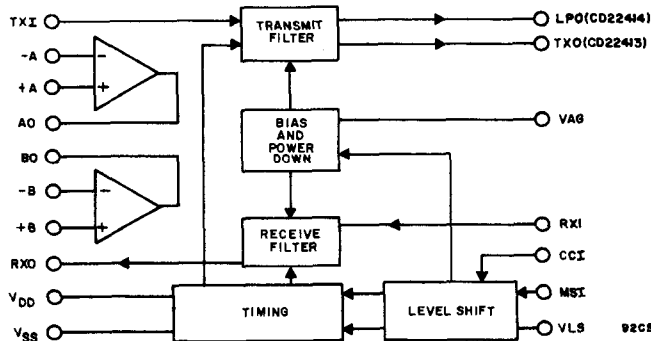 TXI
-A
+A
AO
BO
-B
+B
RXO
VDD
VSS
-
+
-
+
TRANSMIT
FILTER
BIAS
AND
POWER
DOWN
RECEIVE
FILTER
TIMING
LEVEL SHIFT
LPO(CD22414)
TXO(CD22413)
VAG
RXI
CCI
MSI
VLS
92CS